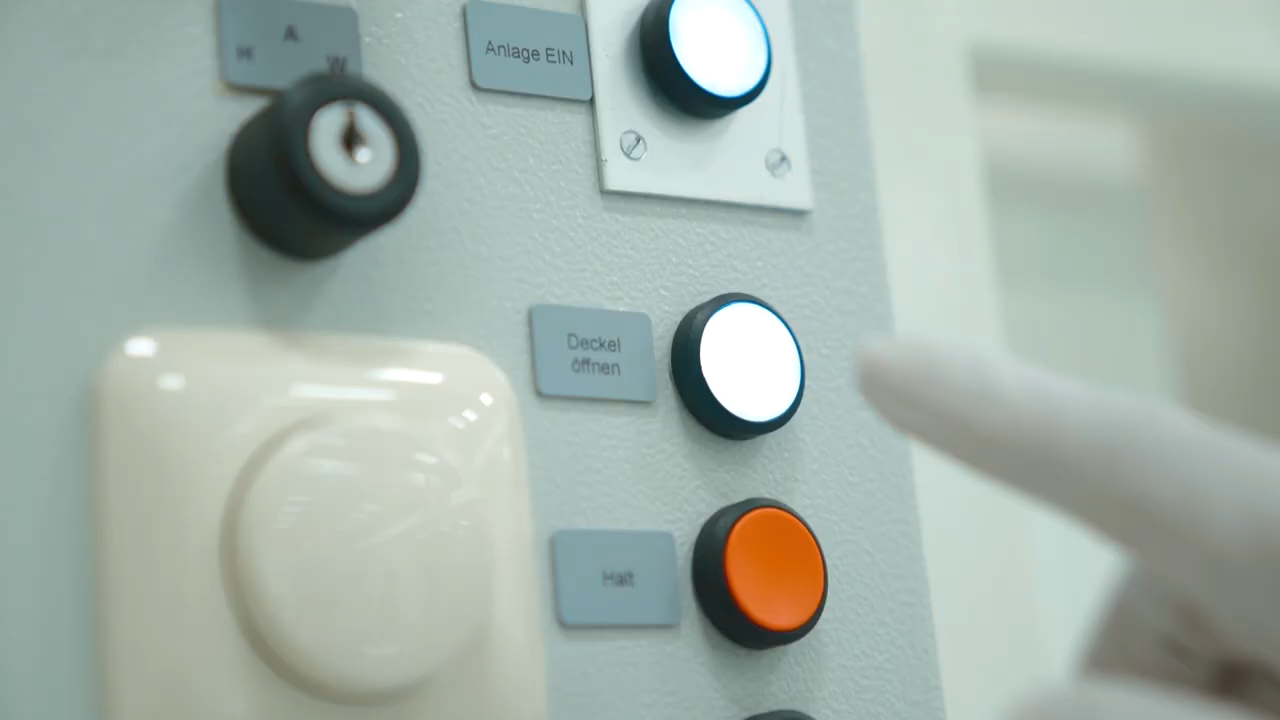 A
H
W
Anlage EIN
Deckel
öffnen
Halt